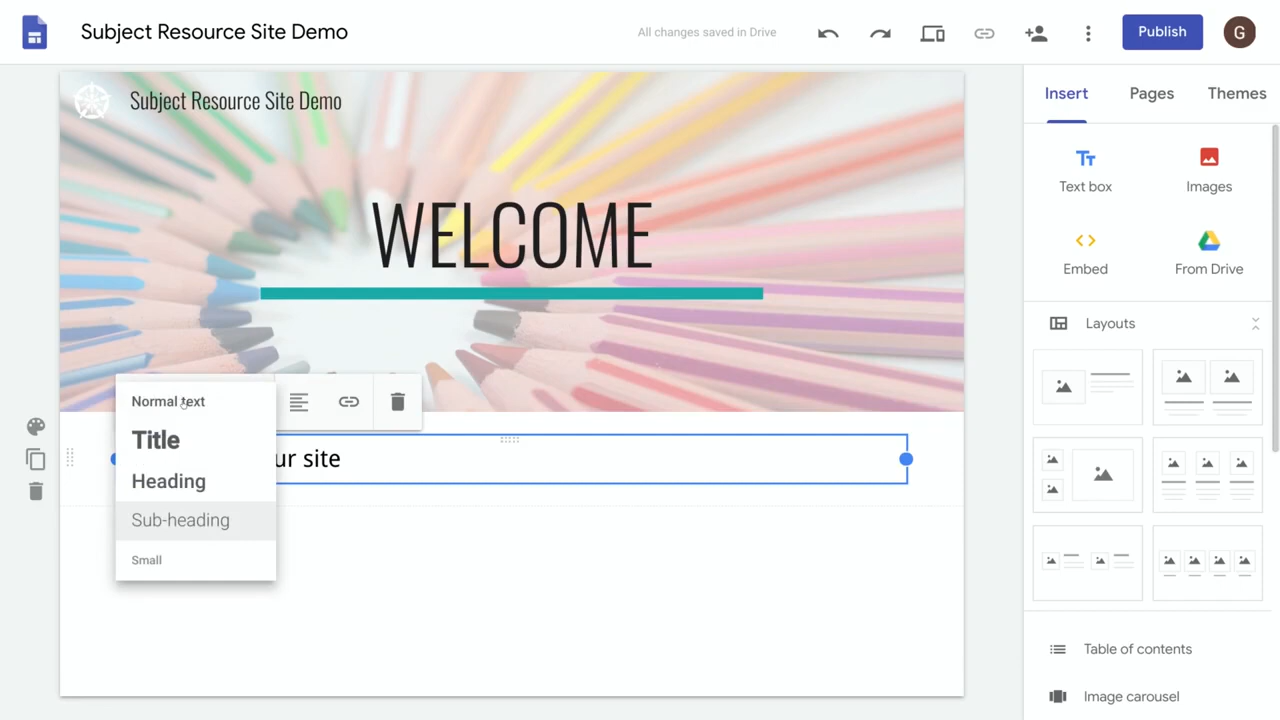 Subject Resource Site Demo
All changes saved in Drive
Publish
G
Insert
Pages
Themes
Subject Resource Site Demo
WELCOME
Text box
Images
Embed
From Drive
Layouts
Normal text
Title
Heading
Sub-heading
Small
ur site
Table of contents
Image carousel